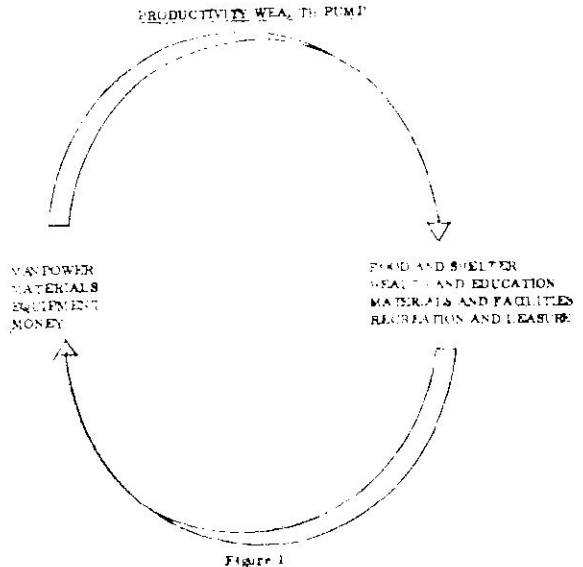 PRODUCTIVITY WEALTH PUMP
MANPOWER
MATERIALS
EQUIPMENT
MONEY
FOOD AND SHELTER
HEALTH AND EDUCATION
MATERIALS AND FACILITIES
RECREATION AND LEASURE
Figure 1